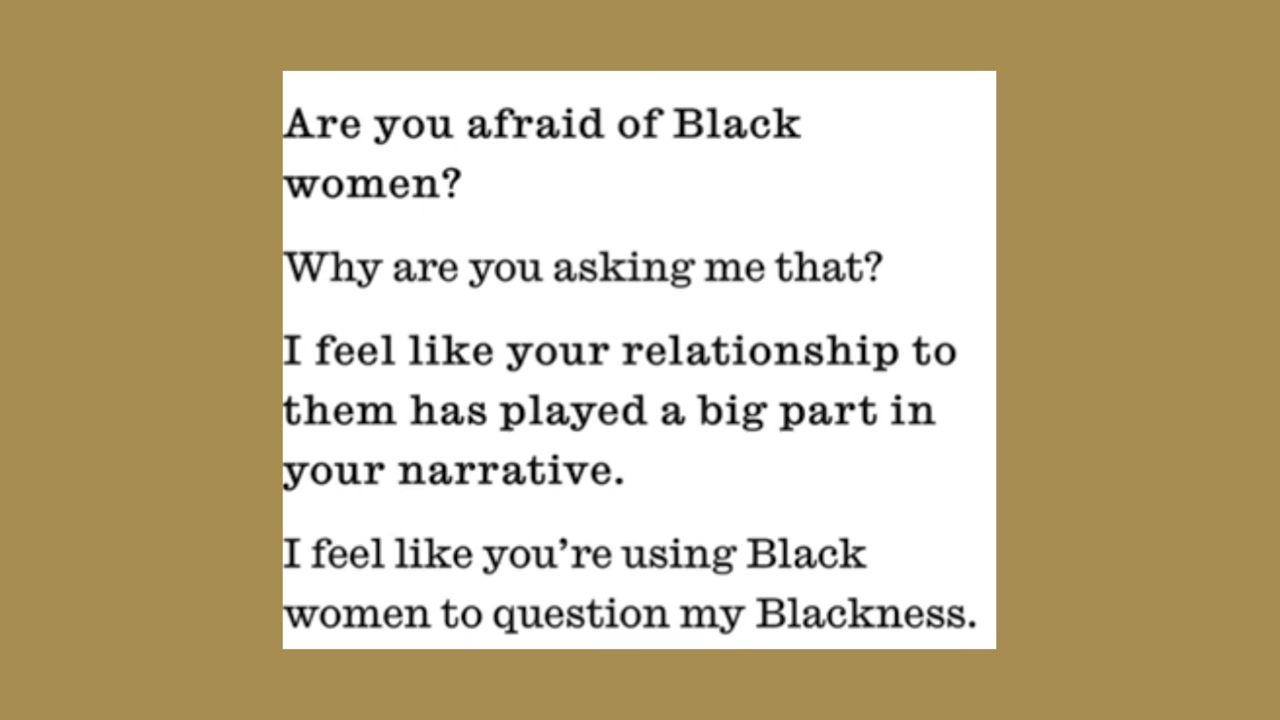 Are you afraid of Black
women?
Why are you asking me that?
I feel like your relationship to
them has played a big part in
your narrative.
I feel like you’re using Black
women to question my Blackness.